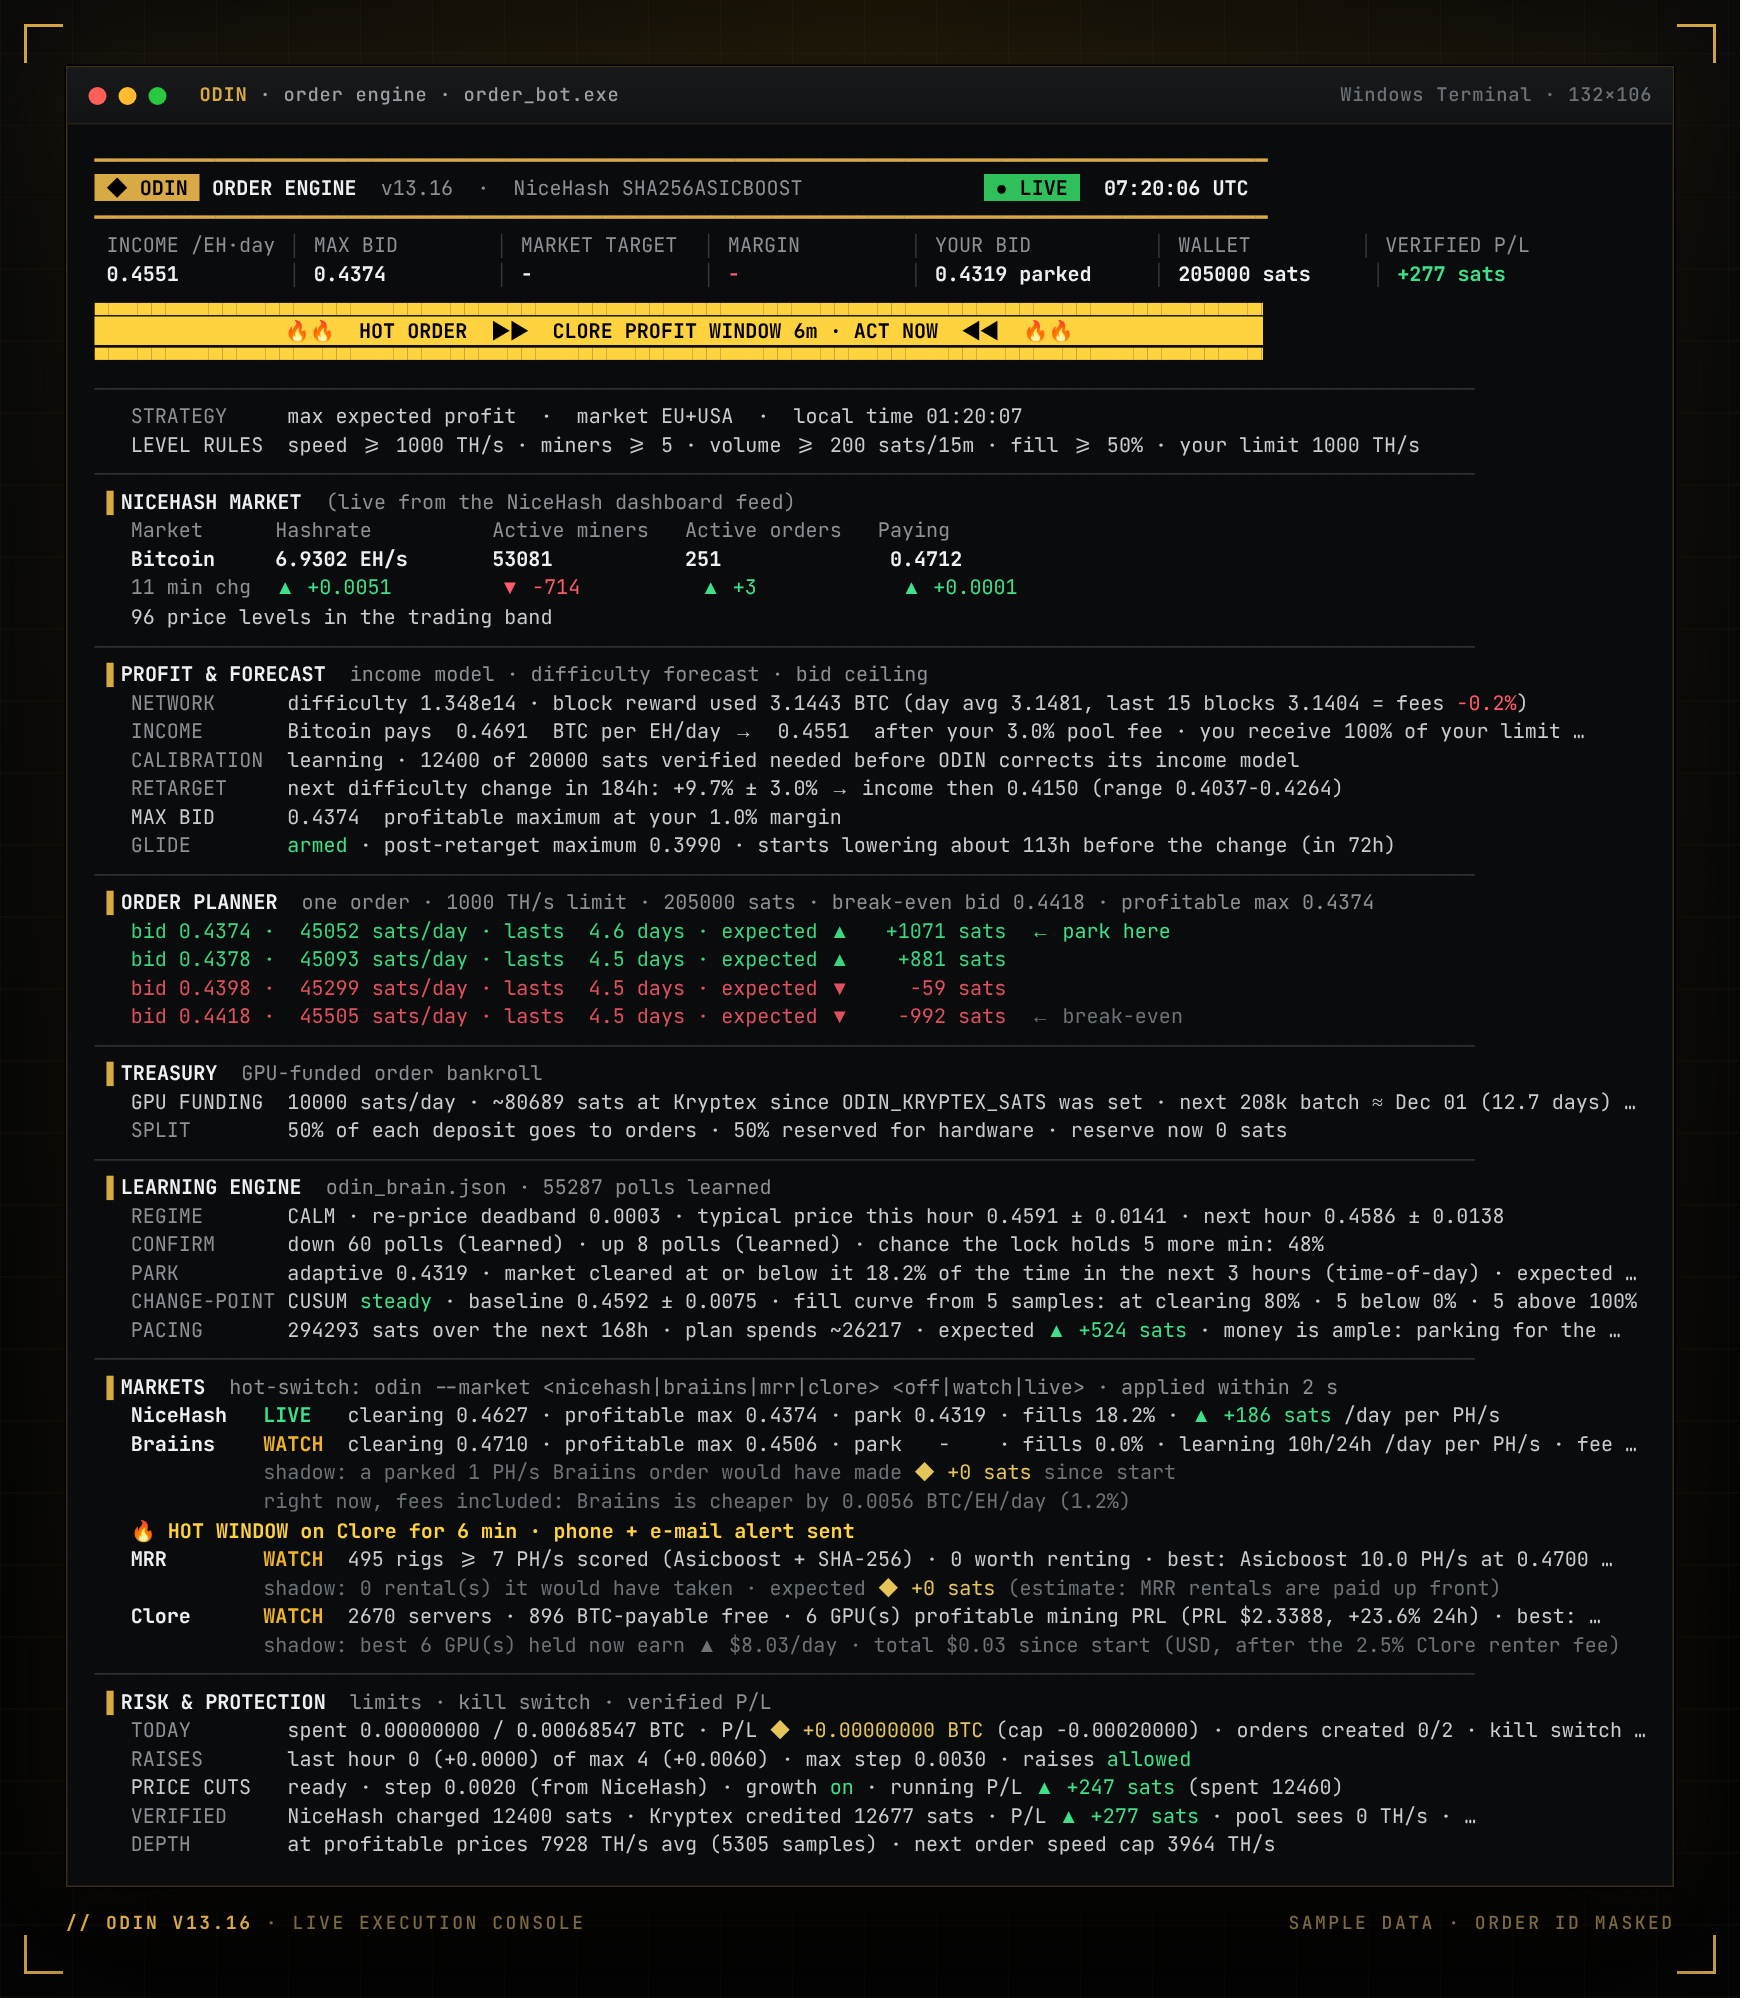 ODIN · order engine · order_bot.exe
Windows Terminal · 132×106
◆ ODIN ORDER ENGINE v13.16 · NiceHash SHA256ASICBOOST ● LIVE 07:20:06 UTC
INCOME /EH·day │ MAX BID │ MARKET TARGET │ MARGIN │ YOUR BID │ WALLET │ VERIFIED P/L
0.4551 │ 0.4374 │ - │ - │ 0.4319 parked │ 205000 sats │ +277 sats
🔥🔥 HOT ORDER ▶▶ CLORE PROFIT WINDOW 6m · ACT NOW ◀◀ 🔥🔥
STRATEGY max expected profit · market EU+USA · local time 01:20:07
LEVEL RULES speed ⩾ 1000 TH/s · miners ⩾ 5 · volume ⩾ 200 sats/15m · fill ⩾ 50% · your limit 1000 TH/s
NICEHASH MARKET (live from the NiceHash dashboard feed)
Market Hashrate Active miners Active orders Paying
Bitcoin 6.9302 EH/s 53081 251 0.4712
11 min chg ▲ +0.0051 ▼ -714 ▲ +3 ▲ +0.0001
96 price levels in the trading band
PROFIT & FORECAST income model · difficulty forecast · bid ceiling
NETWORK difficulty 1.348e14 · block reward used 3.1443 BTC (day avg 3.1481, last 15 blocks 3.1404 = fees -0.2%)
INCOME Bitcoin pays 0.4691 BTC per EH/day → 0.4551 after your 3.0% pool fee · you receive 100% of your limit …
CALIBRATION learning · 12400 of 20000 sats verified needed before ODIN corrects its income model
RETARGET next difficulty change in 184h: +9.7% ± 3.0% → income then 0.4150 (range 0.4037-0.4264)
MAX BID 0.4374 profitable maximum at your 1.0% margin
GLIDE armed · post-retarget maximum 0.3990 · starts lowering about 113h before the change (in 72h)
ORDER PLANNER one order · 1000 TH/s limit · 205000 sats · break-even bid 0.4418 · profitable max 0.4374
bid 0.4374 · 45052 sats/day · lasts 4.6 days · expected ▲ +1071 sats ← park here
bid 0.4378 · 45093 sats/day · lasts 4.5 days · expected ▲ +881 sats
bid 0.4398 · 45299 sats/day · lasts 4.5 days · expected ▼ -59 sats
bid 0.4418 · 45505 sats/day · lasts 4.5 days · expected ▼ -992 sats ← break-even
TREASURY GPU-funded order bankroll
GPU FUNDING 10000 sats/day · ~80689 sats at Kryptex since ODIN_KRYPTEX_SATS was set · next 208k batch ≈ Dec 01 (12.7 days) …
SPLIT 50% of each deposit goes to orders · 50% reserved for hardware · reserve now 0 sats
LEARNING ENGINE odin_brain.json · 55287 polls learned
REGIME CALM · re-price deadband 0.0003 · typical price this hour 0.4591 ± 0.0141 · next hour 0.4586 ± 0.0138
CONFIRM down 60 polls (learned) · up 8 polls (learned) · chance the lock holds 5 more min: 48%
PARK adaptive 0.4319 · market cleared at or below it 18.2% of the time in the next 3 hours (time-of-day) · expected …
CHANGE-POINT CUSUM steady · baseline 0.4592 ± 0.0075 · fill curve from 5 samples: at clearing 80% · 5 below 0% · 5 above 100%
PACING 294293 sats over the next 168h · plan spends ~26217 · expected ▲ +524 sats · money is ample: parking for the …
MARKETS hot-switch: odin --market <nicehash|braiins|mrr|clore> <off|watch|live> · applied within 2 s
NiceHash LIVE clearing 0.4627 · profitable max 0.4374 · park 0.4319 · fills 18.2% · ▲ +186 sats /day per PH/s
Braiins WATCH clearing 0.4710 · profitable max 0.4506 · park - · fills 0.0% · learning 10h/24h /day per PH/s · fee …
shadow: a parked 1 PH/s Braiins order would have made ◆ +0 sats since start
right now, fees included: Braiins is cheaper by 0.0056 BTC/EH/day (1.2%)
🔥 HOT WINDOW on Clore for 6 min · phone + e-mail alert sent
MRR WATCH 495 rigs ⩾ 7 PH/s scored (Asicboost + SHA-256) · 0 worth renting · best: Asicboost 10.0 PH/s at 0.4700 …
shadow: 0 rental(s) it would have taken · expected ◆ +0 sats (estimate: MRR rentals are paid up front)
Clore WATCH 2670 servers · 896 BTC-payable free · 6 GPU(s) profitable mining PRL (PRL $2.3388, +23.6% 24h) · best: …
shadow: best 6 GPU(s) held now earn ▲ $8.03/day · total $0.03 since start (USD, after the 2.5% Clore renter fee)
RISK & PROTECTION limits · kill switch · verified P/L
TODAY spent 0.00000000 / 0.00068547 BTC · P/L ◆ +0.00000000 BTC (cap -0.00020000) · orders created 0/2 · kill switch …
RAISES last hour 0 (+0.0000) of max 4 (+0.0060) · max step 0.0030 · raises allowed
PRICE CUTS ready · step 0.0020 (from NiceHash) · growth on · running P/L ▲ +247 sats (spent 12460)
VERIFIED NiceHash charged 12400 sats · Kryptex credited 12677 sats · P/L ▲ +277 sats · pool sees 0 TH/s · …
DEPTH at profitable prices 7928 TH/s avg (5305 samples) · next order speed cap 3964 TH/s
// ODIN V13.16 · LIVE EXECUTION CONSOLE
SAMPLE DATA · ORDER ID MASKED